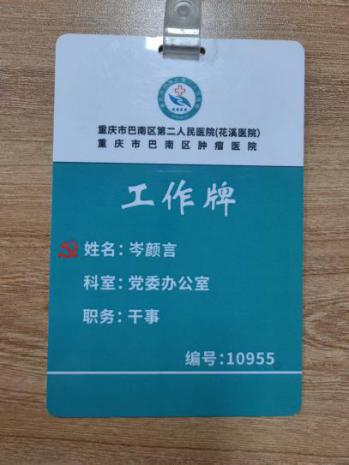 重庆市巴南区第二人民医院(花溪医院)
重庆市巴南区肿瘤医院
工作牌
姓名:岑颜言
科室:党委办公室
职务:干事
编号:10955